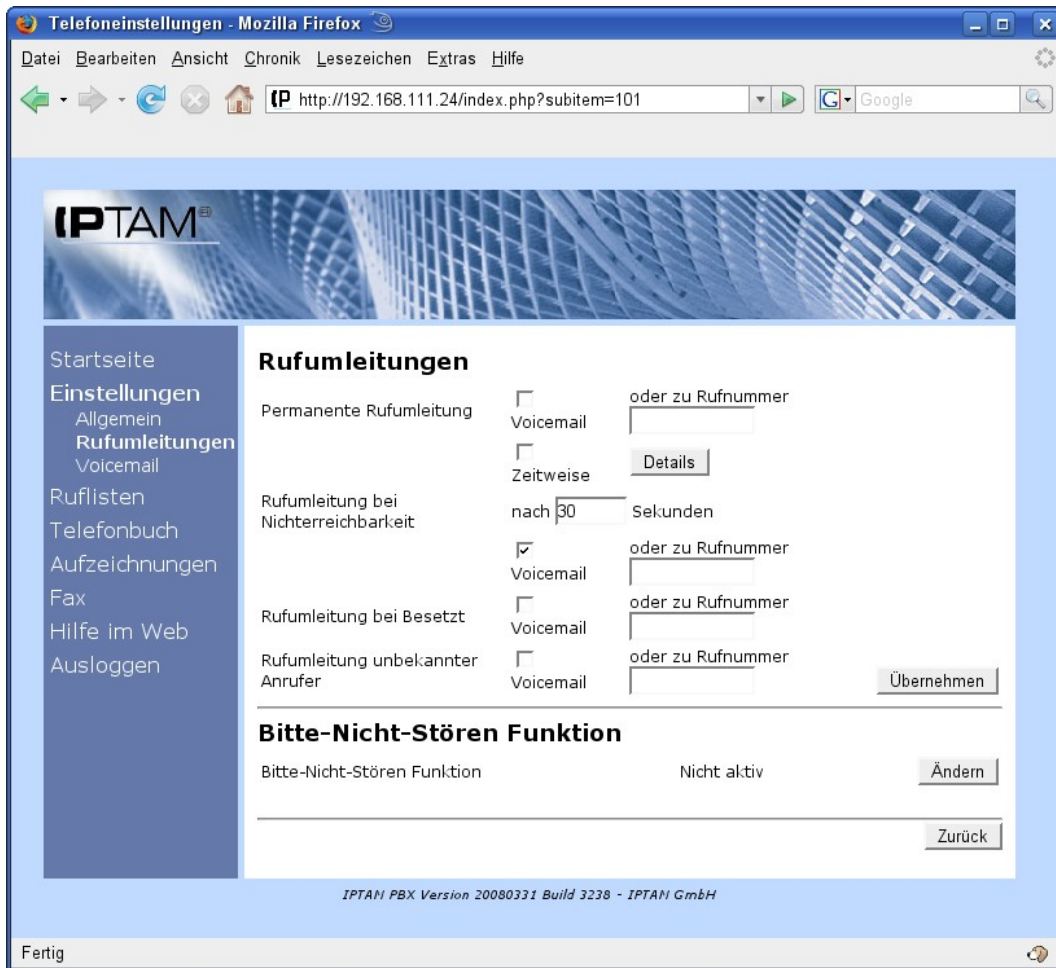 Telefoneinstellungen - Mozilla Firefox
Datei Bearbeiten Ansicht Chronik Lesezeichen Extras Hilfe
http://192.168.111.24/index.php?subitem=101
Google
IPTAM®
Startseite
Einstellungen
Allgemein
Rufumleitungen
Voicemail
Ruflisten
Telefonbuch
Aufzeichnungen
Fax
Hilfe im Web
Ausloggen
Rufumleitungen
Permanente Rufumleitung
Voicemail
oder zu Rufnummer
Zeitweise
Details
Rufumleitung bei
Nichterreichbarkeit
nach 30 Sekunden
Voicemail
oder zu Rufnummer
Rufumleitung bei Besetzt
Voicemail
oder zu Rufnummer
Rufumleitung unbekannter
Anrufer
Voicemail
oder zu Rufnummer
Übernehmen
Bitte-Nicht-Stören Funktion
Bitte-Nicht-Stören Funktion Nicht aktiv Ändern
Zurück
IPTAM PBX Version 20080331 Build 3238 - IPTAM GmbH
Fertig